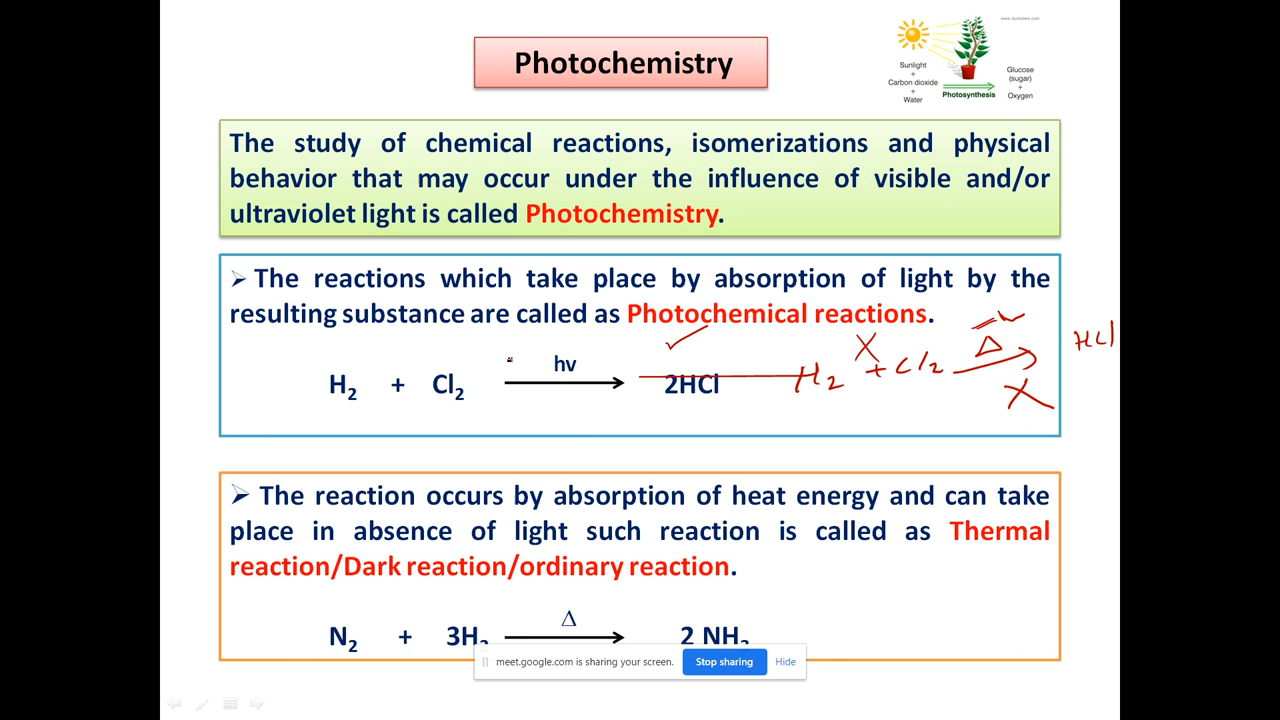 Photochemistry
www.rkvishdem.com
Sunlight
+
Carbon dioxide
+
Water
Photosynthesis
Glucose
(sugar)
+
Oxygen
The study of chemical reactions, isomerizations and physical
behavior that may occur under the influence of visible and/or
ultraviolet light is called Photochemistry.
➢ The reactions which take place by absorption of light by the
resulting substance are called as Photochemical reactions.
H₂ + Cl₂ hv 2HCl
H₂ + Cl₂ Δ HCl
➢ The reaction occurs by absorption of heat energy and can take
place in absence of light such reaction is called as Thermal
reaction/Dark reaction/ordinary reaction.
N₂ + 3H₂ Δ 2 NH₃
meet.google.com is sharing your screen. Stop sharing Hide